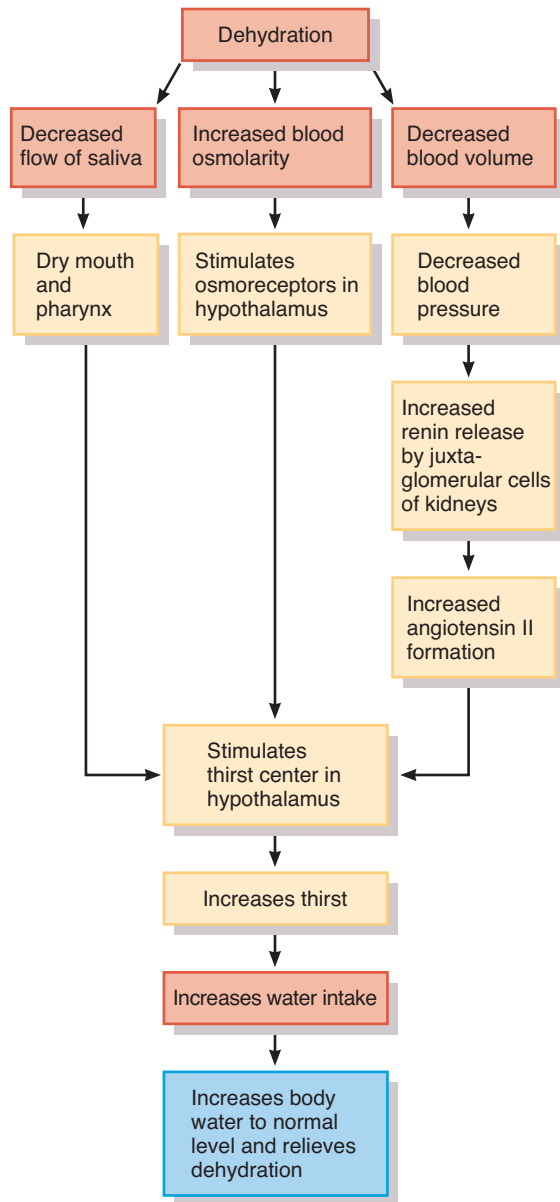 Dehydration
Decreased
flow of saliva
Increased blood
osmolarity
Decreased
blood volume
Dry mouth
and
pharynx
Stimulates
osmoreceptors in
hypothalamus
Decreased
blood
pressure
Increased
renin release
by juxta-
glomerular cells
of kidneys
Increased
angiotensin II
formation
Stimulates
thirst center in
hypothalamus
Increases thirst
Increases water intake
Increases body
water to normal
level and relieves
dehydration